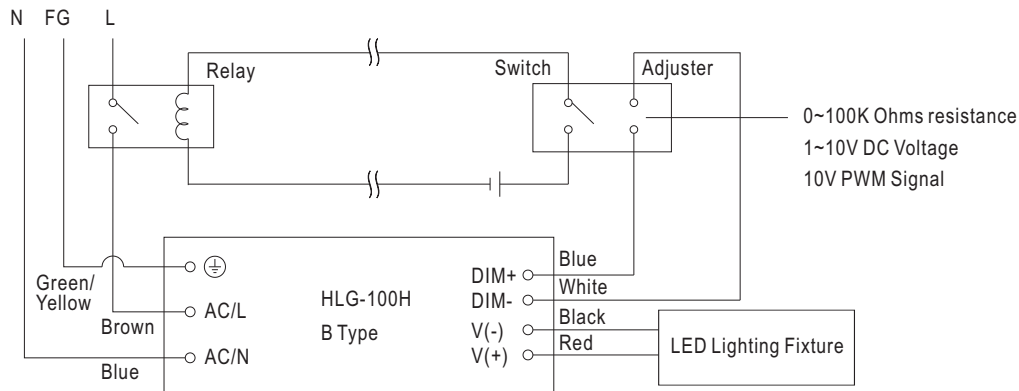 N FG L
Relay
Switch
Adjuster
0~100K Ohms resistance
1~10V DC Voltage
10V PWM Signal
Green/
Yellow
Brown
Blue
AC/L
AC/N
HLG-100H
B Type
DIM+
DIM-
V(-)
V(+)
Blue
White
Black
Red
LED Lighting Fixture